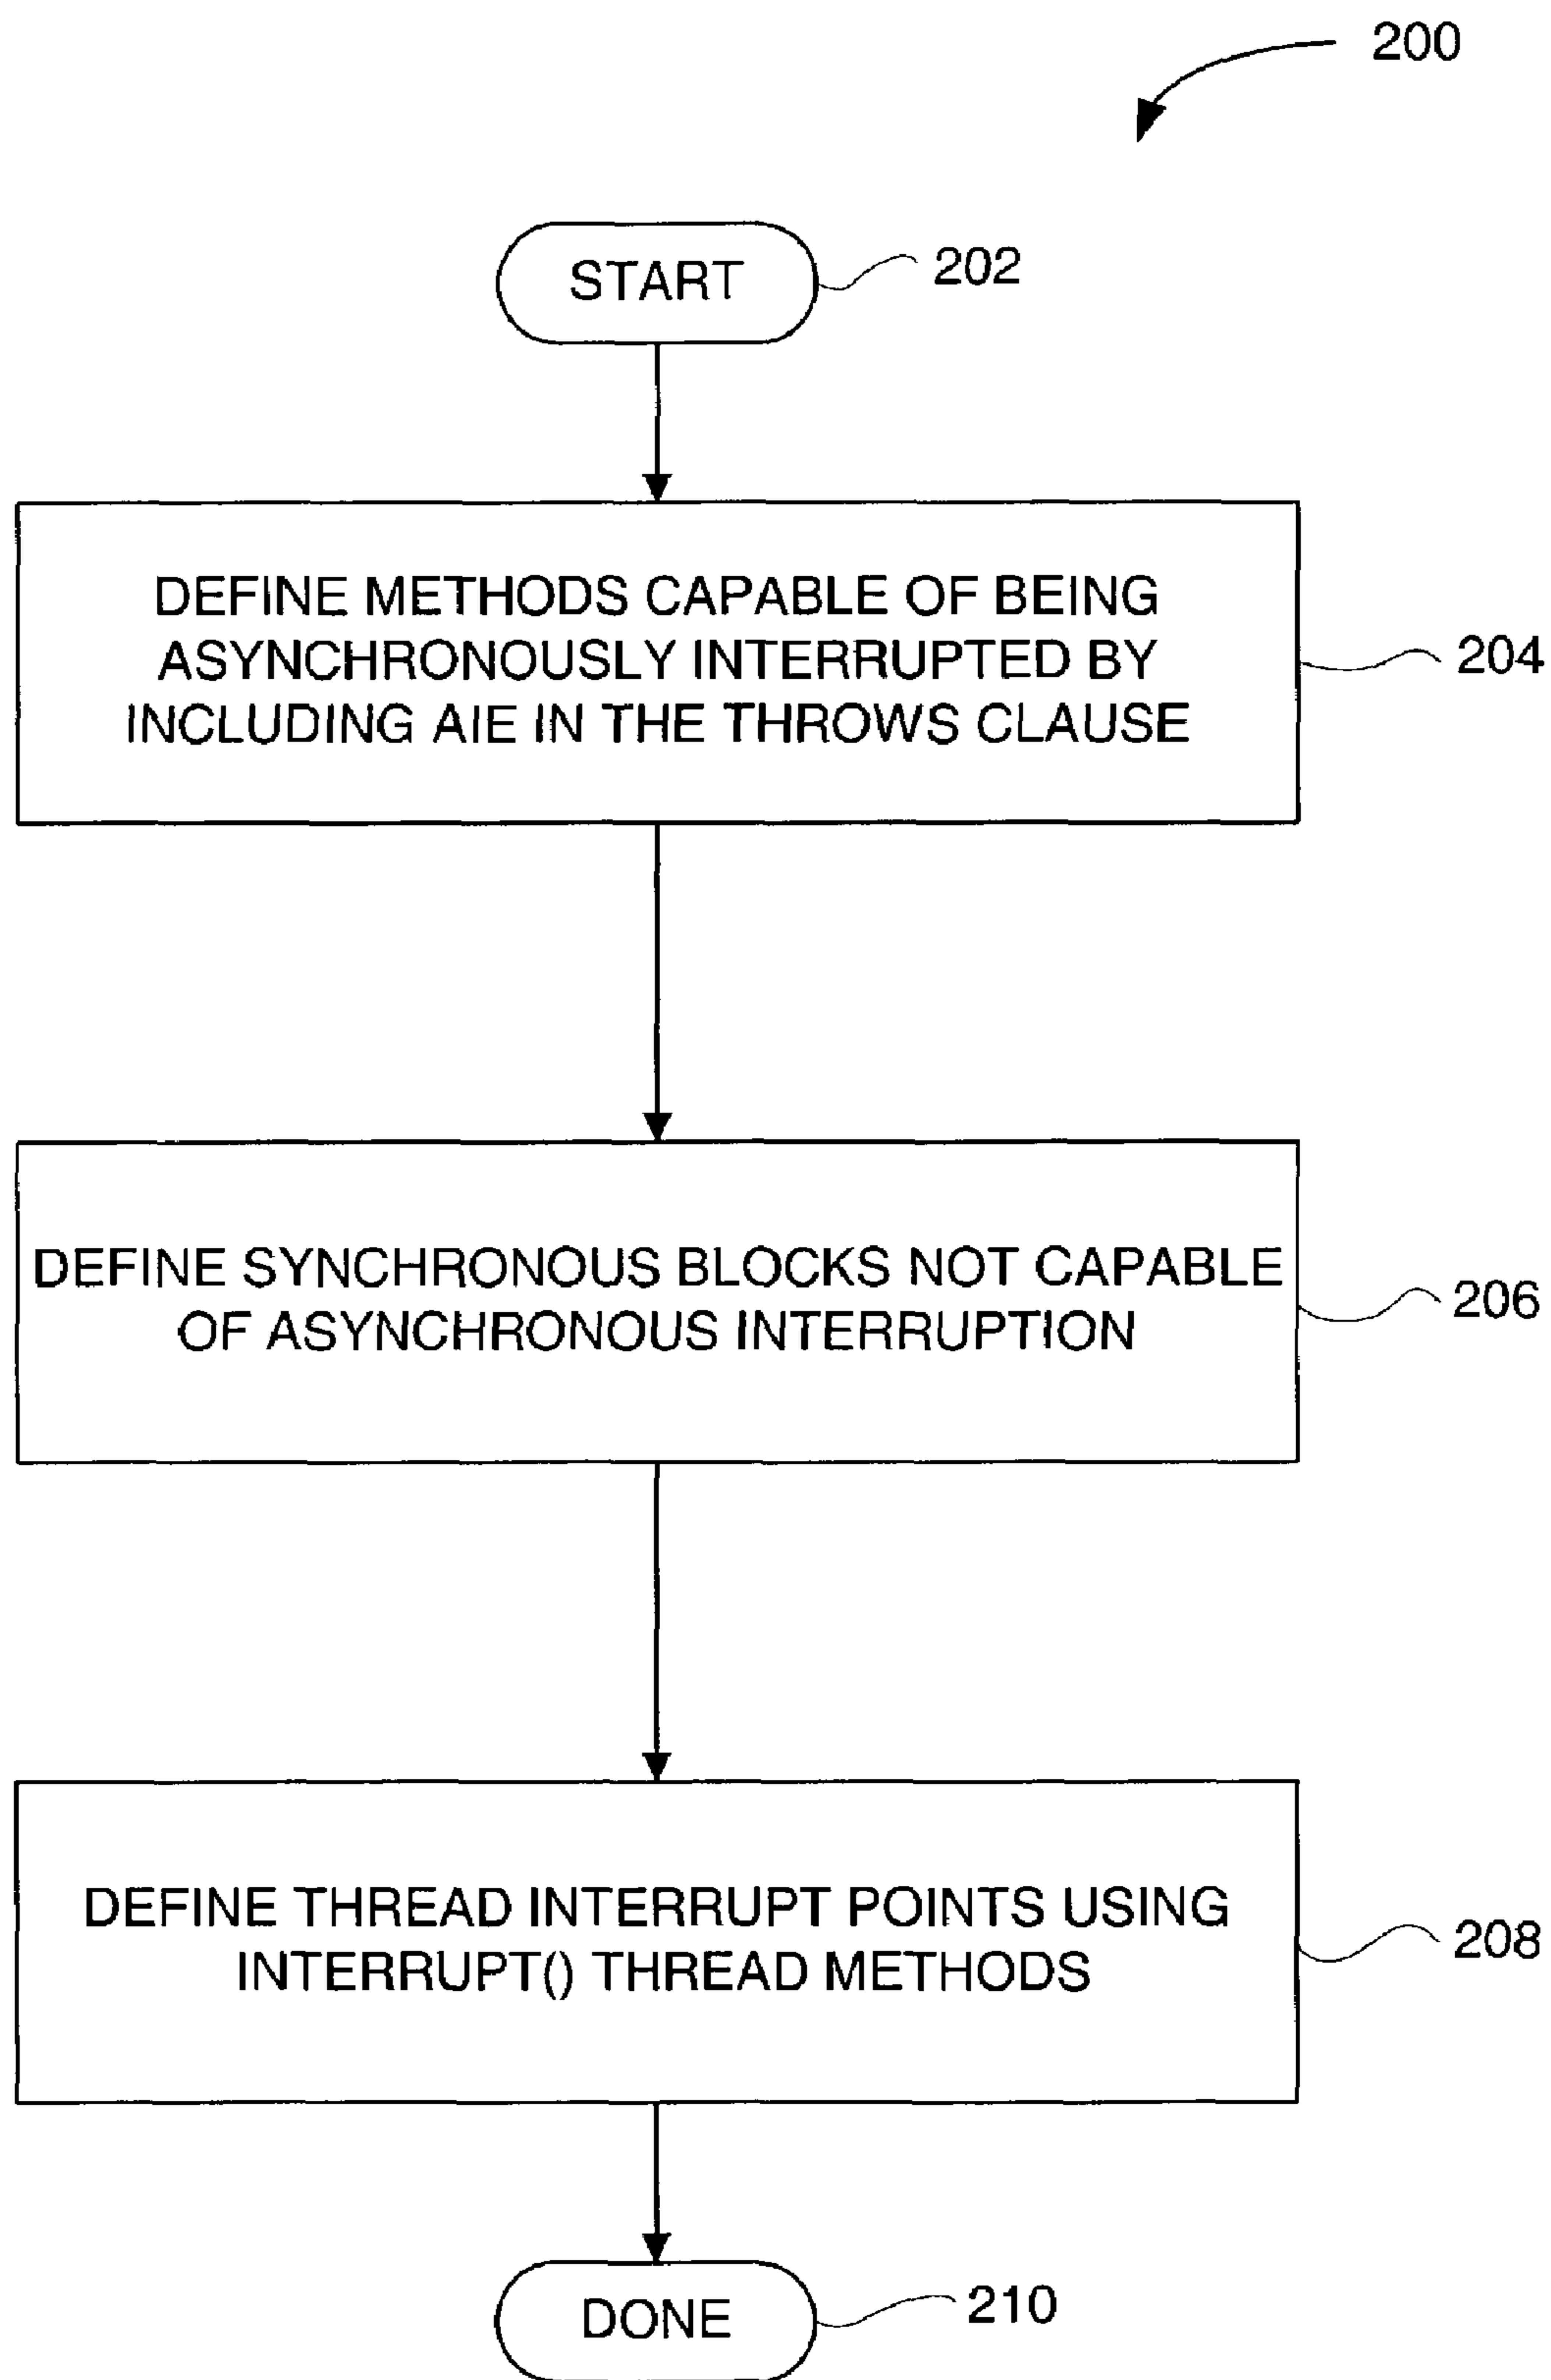 200
START
202
DEFINE METHODS CAPABLE OF BEING
ASYNCHRONOUSLY INTERRUPTED BY
INCLUDING AIE IN THE THROWS CLAUSE
204
DEFINE SYNCHRONOUS BLOCKS NOT CAPABLE
OF ASYNCHRONOUS INTERRUPTION
206
DEFINE THREAD INTERRUPT POINTS USING
INTERRUPT() THREAD METHODS
208
DONE
210